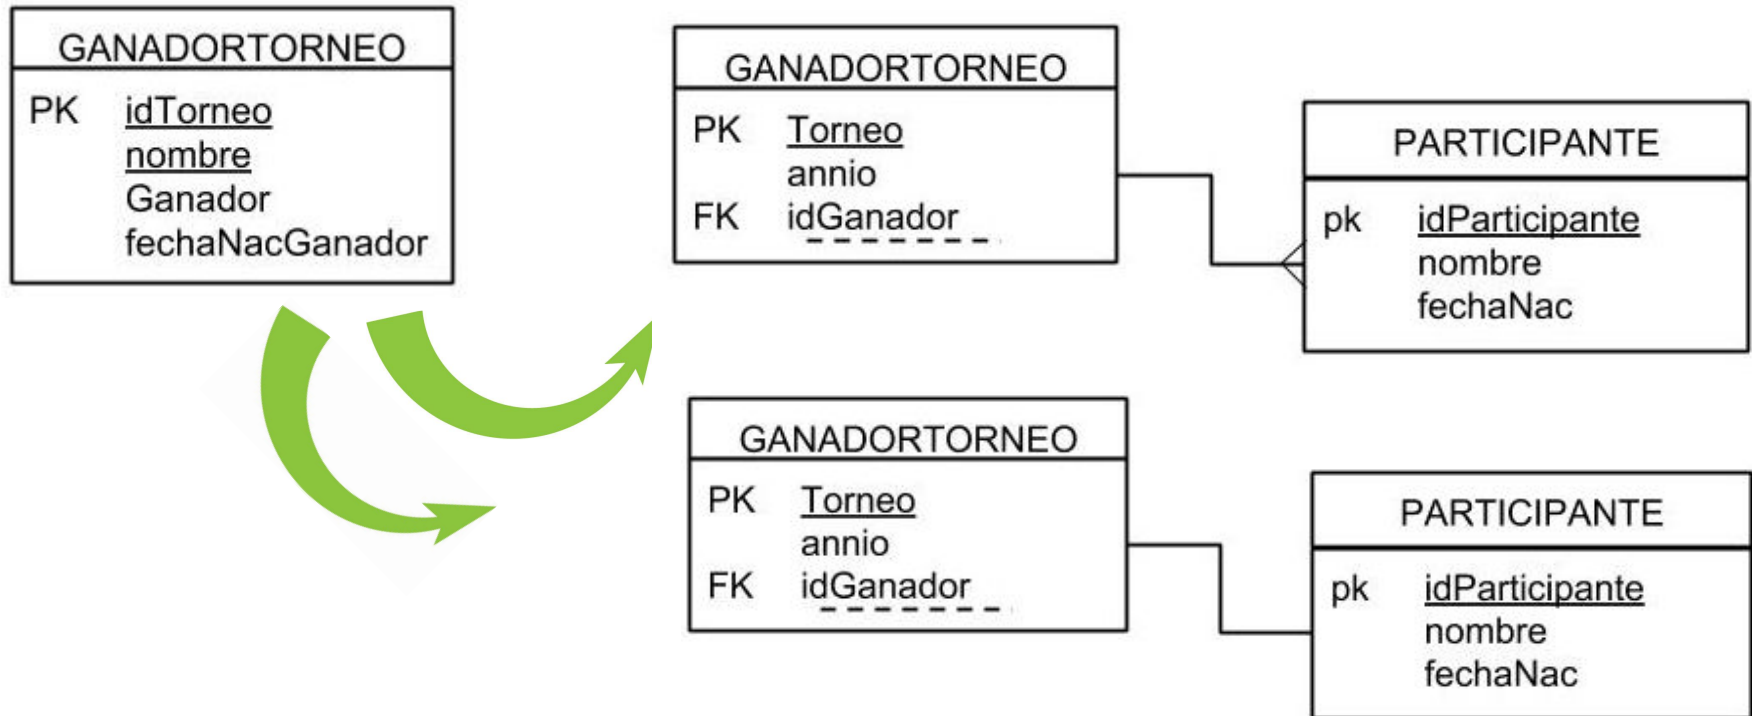 GANADORTORNEO
PK idTorneo
nombre
Ganador
fechaNacGanador
GANADORTORNEO
PK Torneo
annio
FK idGanador
PARTICIPANTE
pk idParticipante
nombre
fechaNac
GANADORTORNEO
PK Torneo
annio
FK idGanador
PARTICIPANTE
pk idParticipante
nombre
fechaNac